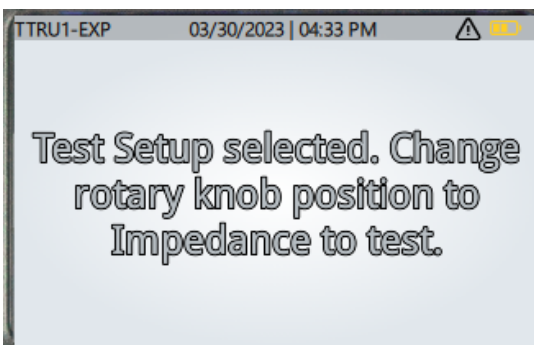 TTRU1-EXP 03/30/2023 | 04:33 PM
Test Setup selected. Change
rotary knob position to
Impedance to test.